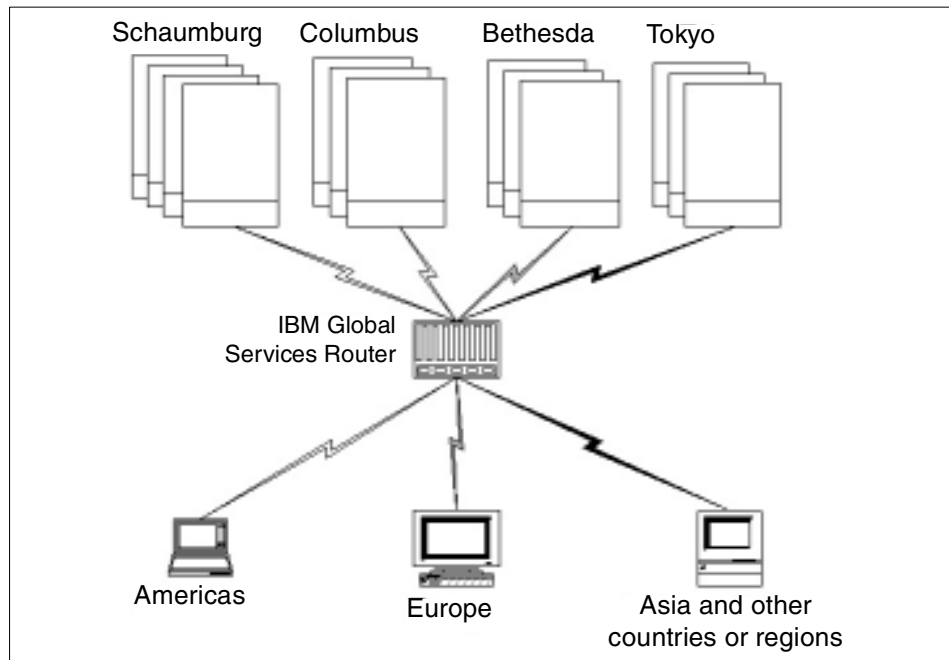 Schaumburg
Columbus
Bethesda
Tokyo
IBM Global
Services Router
Americas
Europe
Asia and other
countries or regions